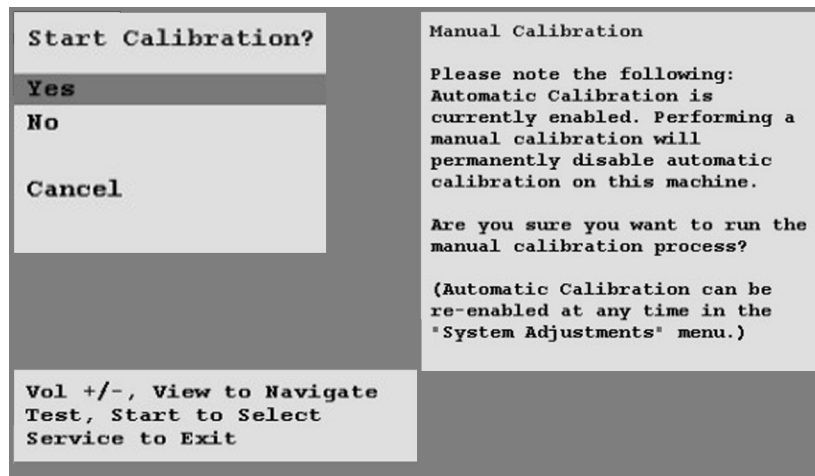 Start Calibration?
Yes
No
Cancel
Manual Calibration
Please note the following:
Automatic Calibration is
currently enabled. Performing a
manual calibration will
permanently disable automatic
calibration on this machine.
Are you sure you want to run the
manual calibration process?
(Automatic Calibration can be
re-enabled at any time in the
"System Adjustments" menu.)
Vol +/-, View to Navigate
Test, Start to Select
Service to Exit